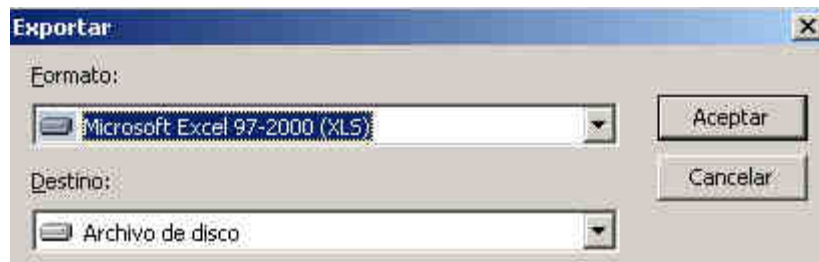 Exportar
Formato:
Microsoft Excel 97-2000 (XLS)
Aceptar
Destino:
Cancelar
Archivo de disco